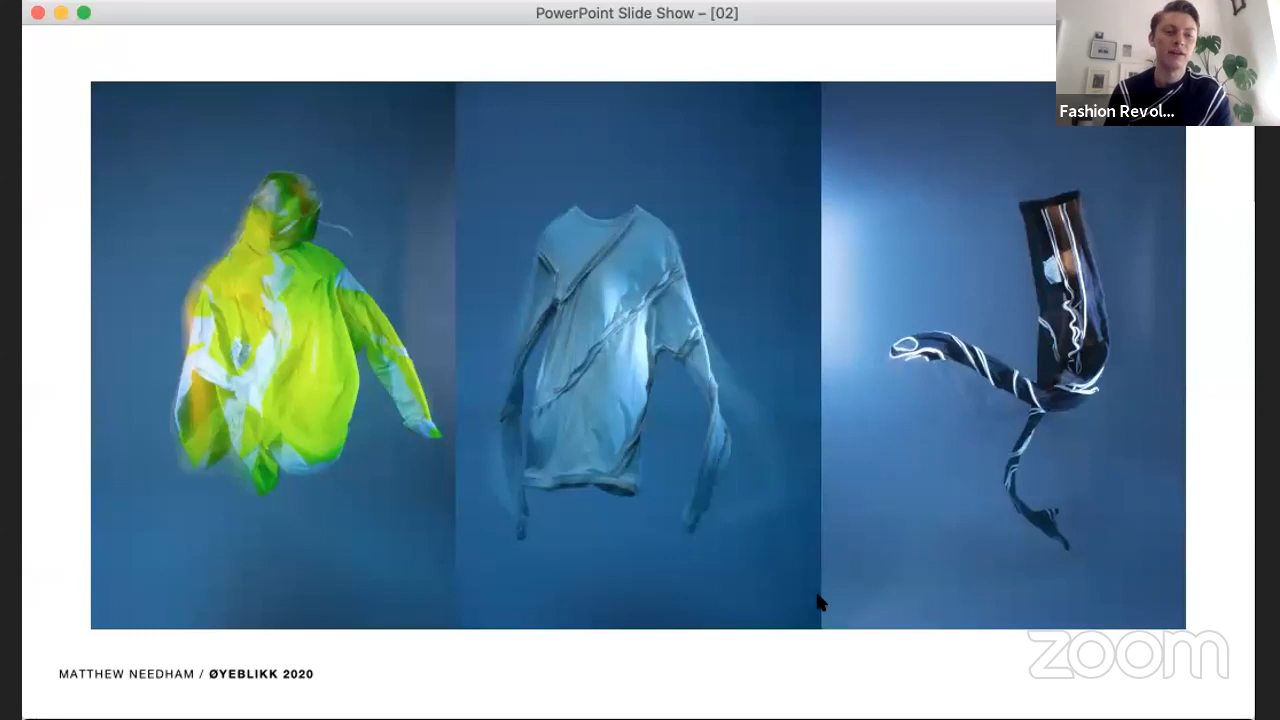 PowerPoint Slide Show – [02]
Fashion Revol...
MATTHEW NEEDHAM / ØYEBLIKK 2020
zoom